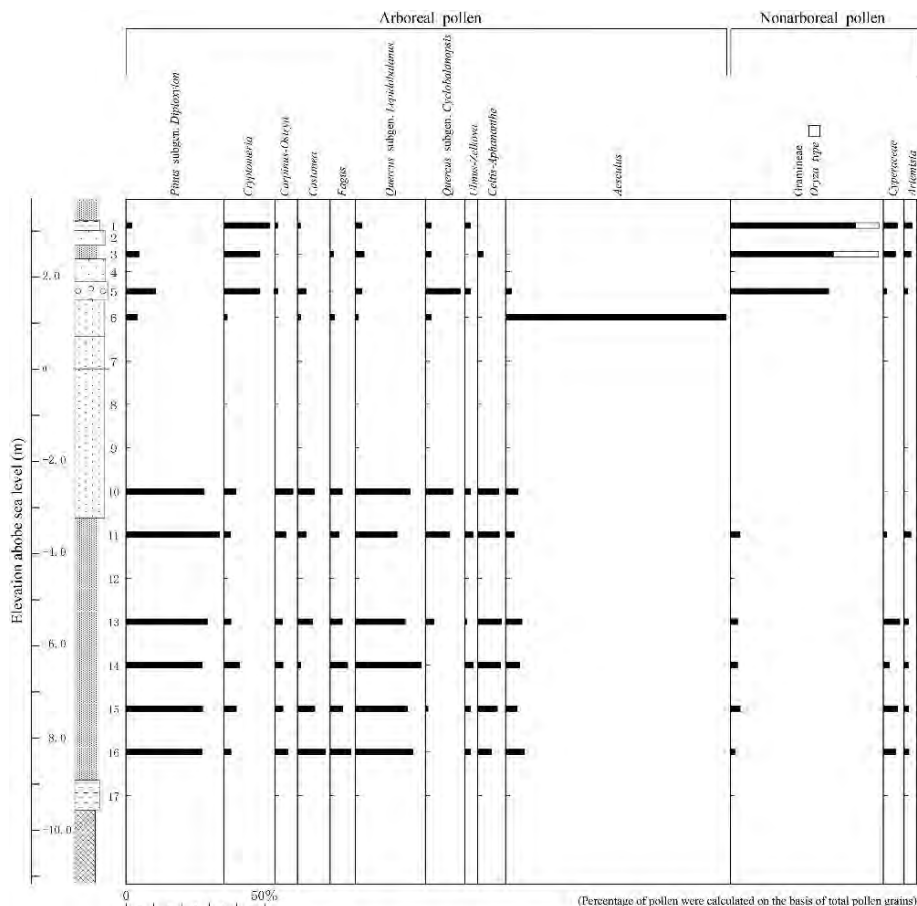 Arboreal pollen
Nonarboreal pollen
Pinus subgen. Diploxylon
Cryptomeria
Carpinus-Ostrya
Castanea
Fagus
Quercus subgen. Lepidobalanus
Quercus subgen. Cyclobalanopsis
Ulmus-Zelkova
Celtis-Aphananthe
Aesculus
Gramineae
Oryza type
Cyperaceae
Artemisia
Elevation abobe sea level (m)
1
2
3
2.0
4
5
6
7
0
8
9
-2.0
10
11
-4.0
12
13
-6.0
14
15
-8.0
16
17
-10.0
0
50%
(Percentage of pollen were calculated on the basis of total pollen grains)